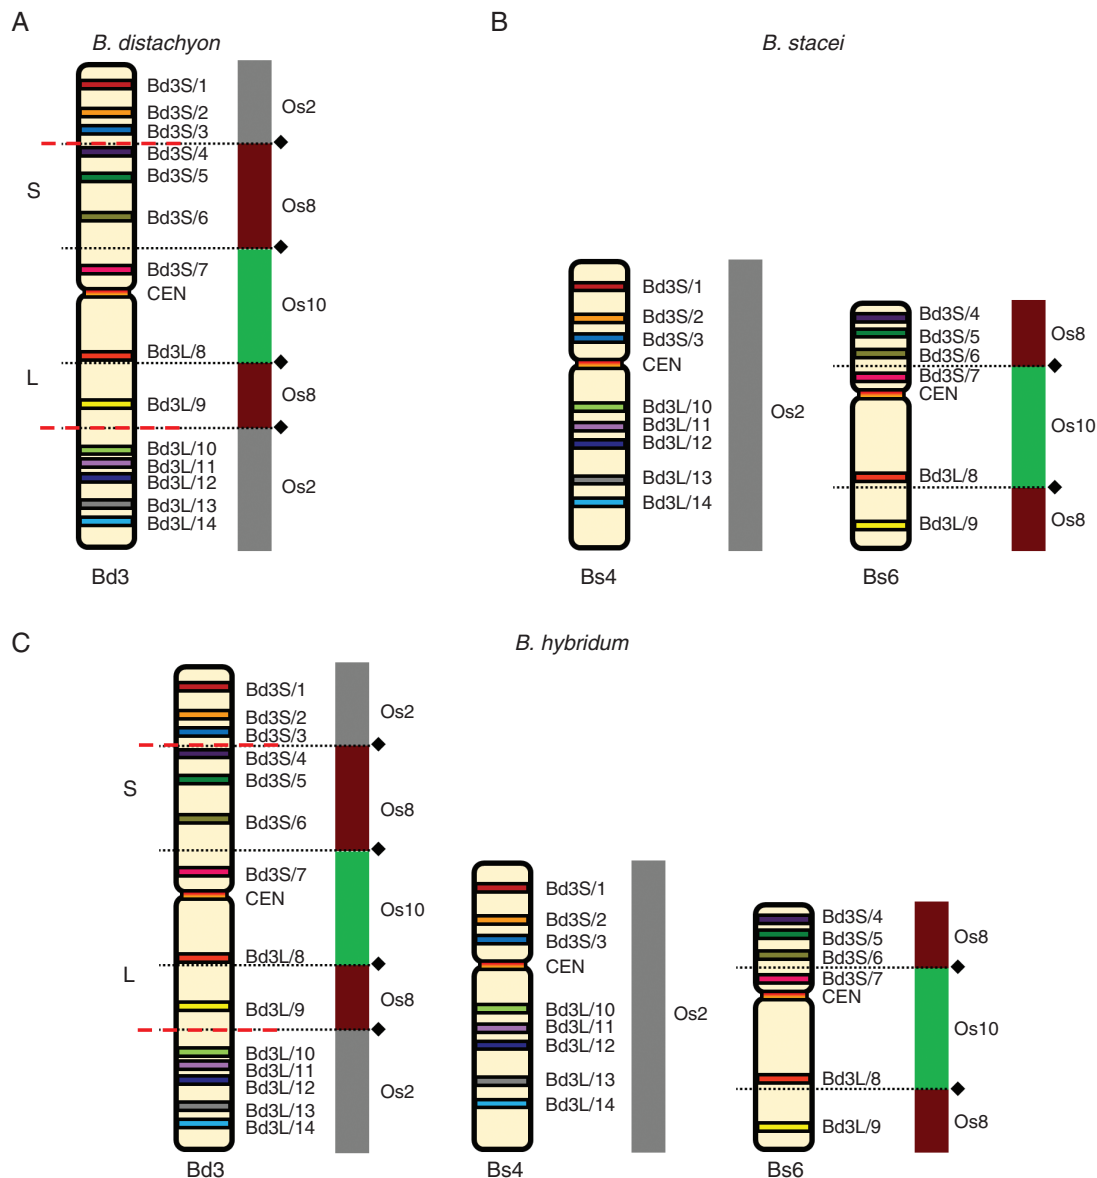 A
B. distachyon
Bd3S/1
Bd3S/2
Bd3S/3
Bd3S/4
Bd3S/5
Bd3S/6
Bd3S/7
CEN
Bd3L/8
Bd3L/9
Bd3L/10
Bd3L/11
Bd3L/12
Bd3L/13
Bd3L/14
S
L
Os2
Os8
Os10
Os8
Os2
Bd3
B
B. stacei
Bd3S/1
Bd3S/2
Bd3S/3
CEN
Bd3L/10
Bd3L/11
Bd3L/12
Bd3L/13
Bd3L/14
Os2
Bs4
Bd3S/4
Bd3S/5
Bd3S/6
Bd3S/7
CEN
Bd3L/8
Bd3L/9
Os8
Os10
Os8
Bs6
C
B. hybridum
Bd3S/1
Bd3S/2
Bd3S/3
Bd3S/4
Bd3S/5
Bd3S/6
Bd3S/7
CEN
Bd3L/8
Bd3L/9
Bd3L/10
Bd3L/11
Bd3L/12
Bd3L/13
Bd3L/14
S
L
Os2
Os8
Os10
Os8
Os2
Bd3
Bd3S/1
Bd3S/2
Bd3S/3
CEN
Bd3L/10
Bd3L/11
Bd3L/12
Bd3L/13
Bd3L/14
Os2
Bs4
Bd3S/4
Bd3S/5
Bd3S/6
Bd3S/7
CEN
Bd3L/8
Bd3L/9
Os8
Os10
Os8
Bs6